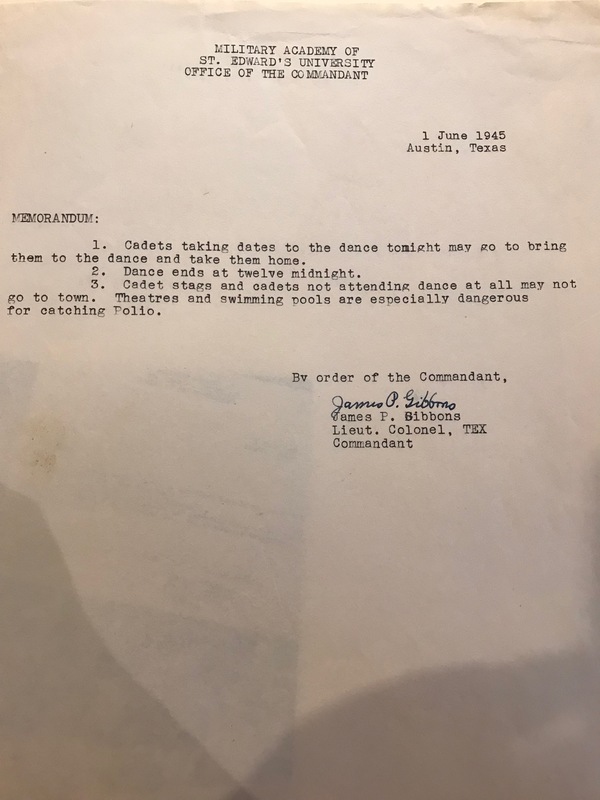 MILITARY ACADEMY OF
ST. EDWARD'S UNIVERSITY
OFFICE OF THE COMMANDANT
1 June 1945
Austin, Texas
MEMORANDUM:
1. Cadets taking dates to the dance tonight may go to bring
them to the dance and take them home.
2. Dance ends at twelve midnight.
3. Cadet stags and cadets not attending dance at all may not
go to town. Theatres and swimming pools are especially dangerous
for catching Polio.
By order of the Commandant,
James P. Gibbons
James P. Gibbons
Lieut. Colonel, TEX
Commandant